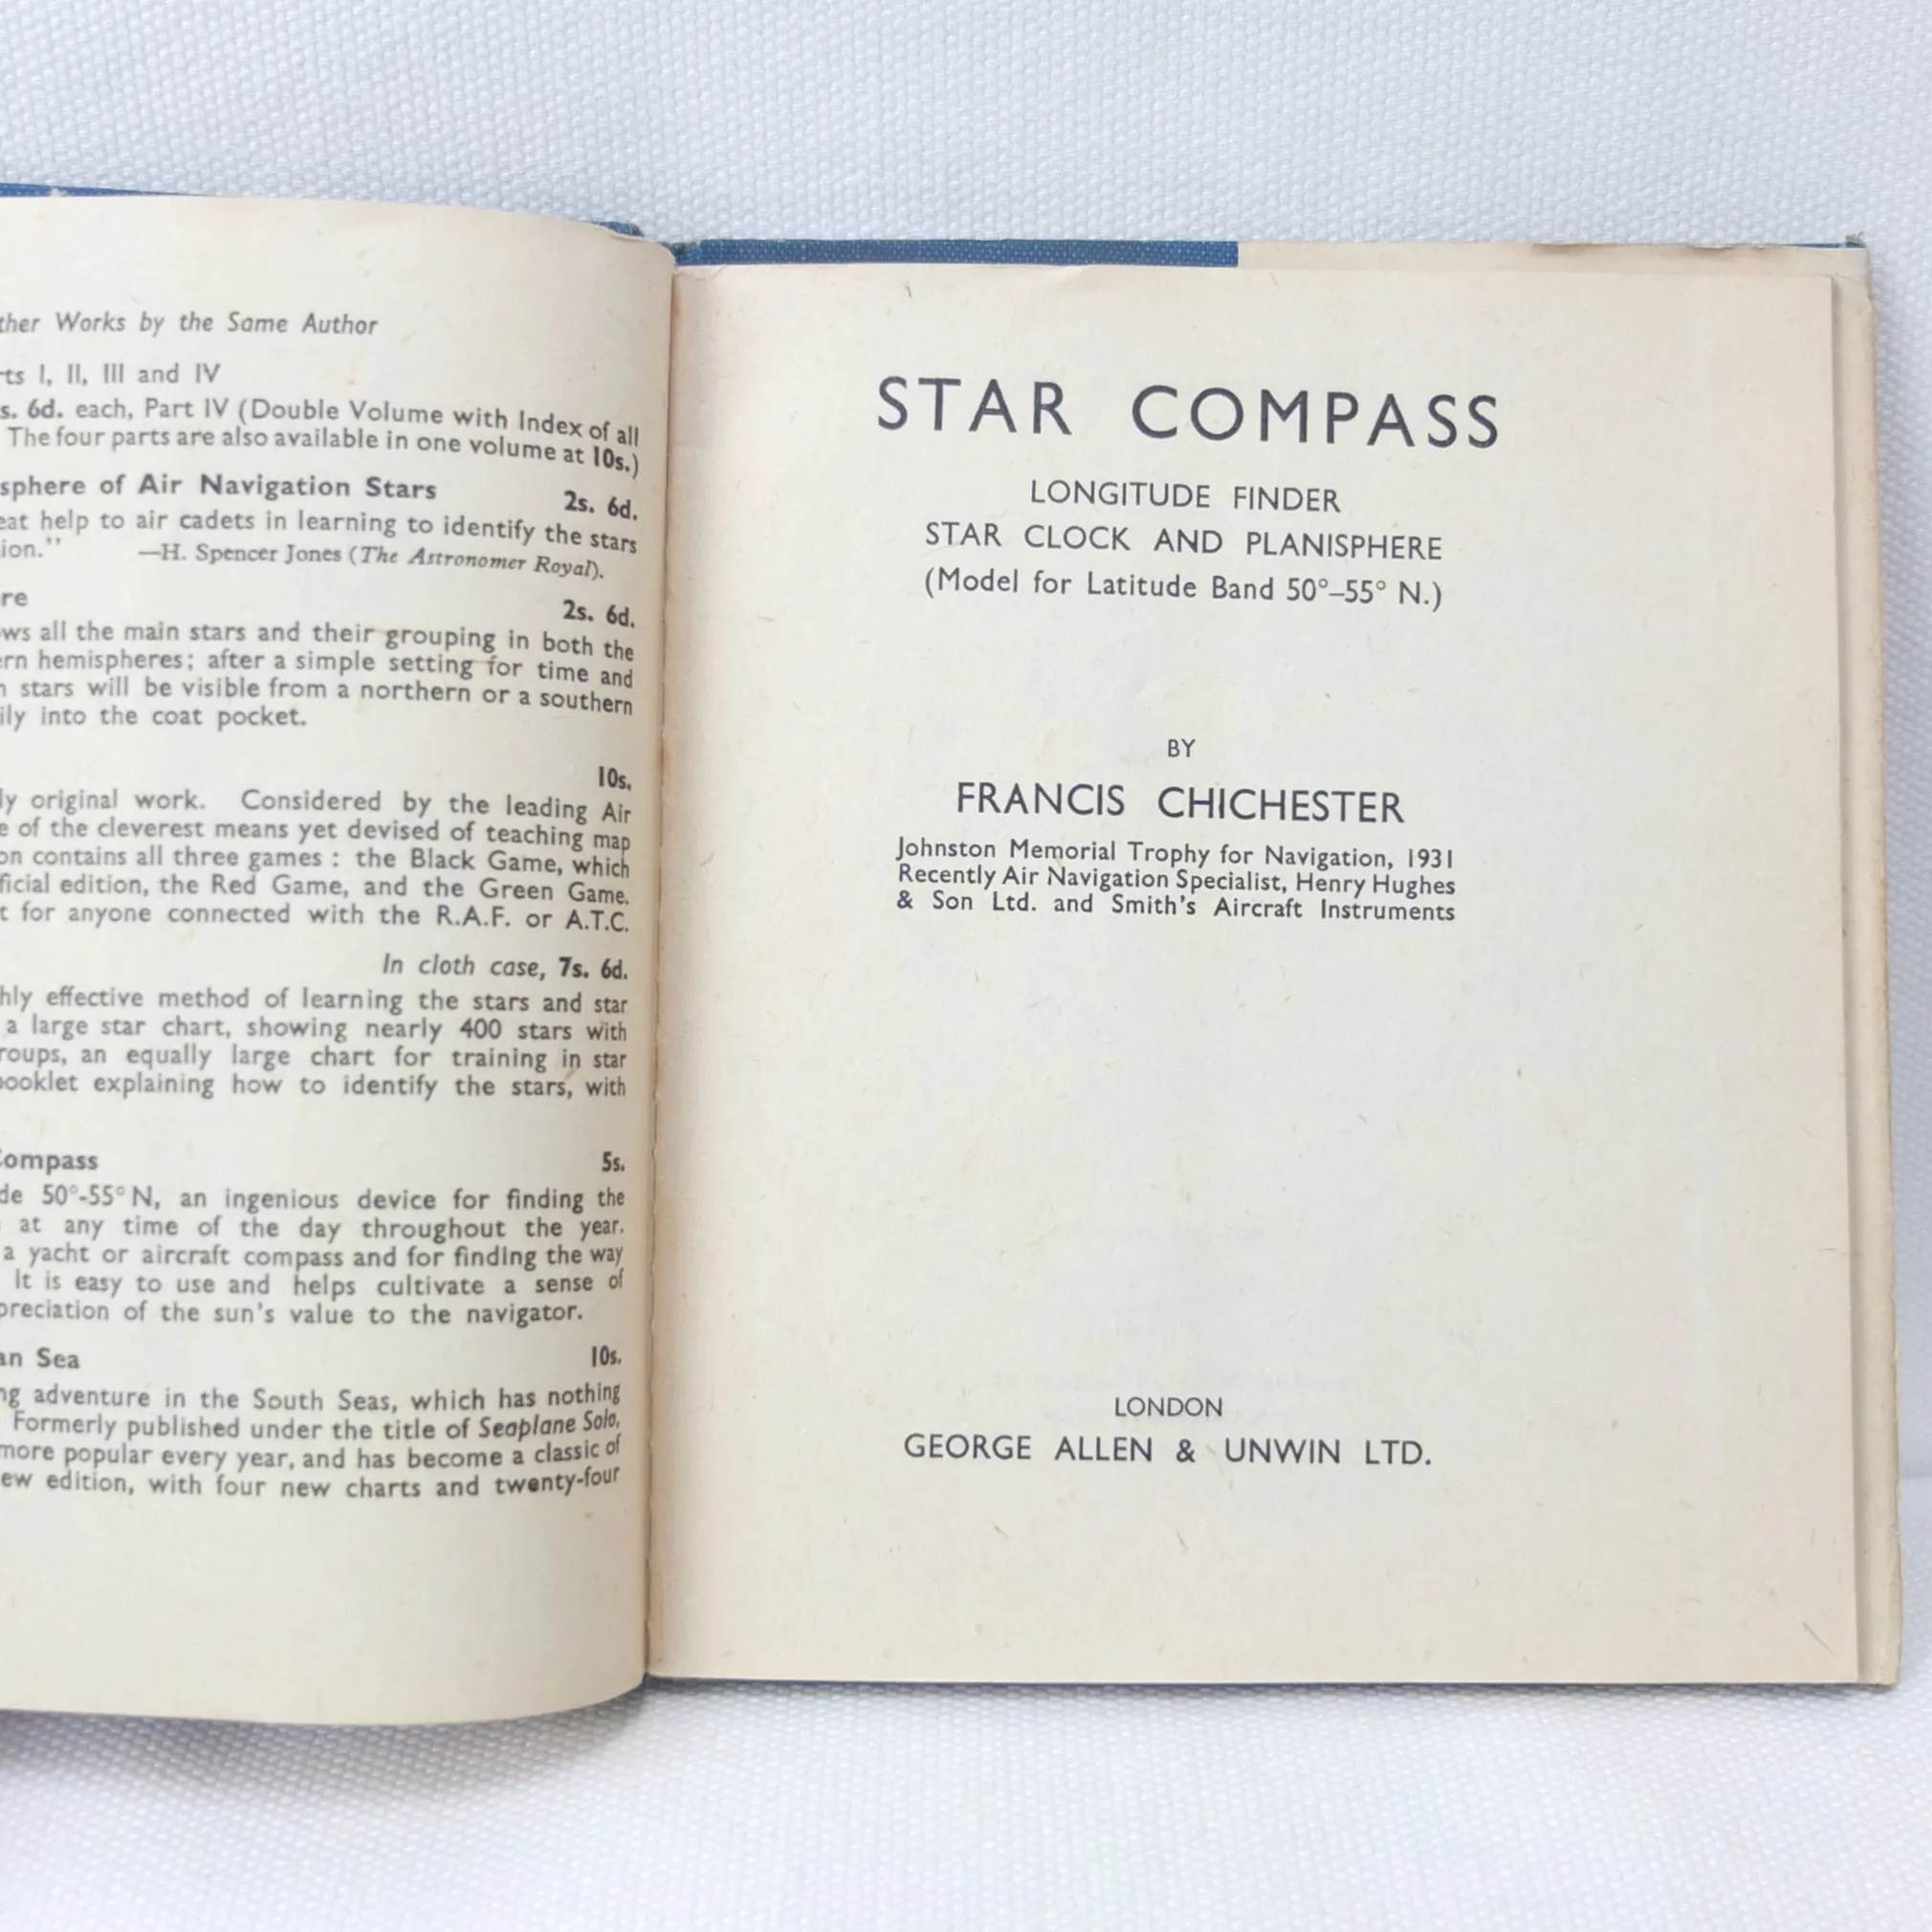 ther Works by the Same Author
rts I, II, III and IV
s. 6d. each, Part IV (Double Volume with Index of all
The four parts are also available in one volume at 10s.)
sphere of Air Navigation Stars 2s. 6d.
eat help to air cadets in learning to identify the stars
ion." —H. Spencer Jones (The Astronomer Royal).
re 2s. 6d.
ws all the main stars and their grouping in both the
ern hemispheres; after a simple setting for time and
n stars will be visible from a northern or a southern
ily into the coat pocket.
10s.
ly original work. Considered by the leading Air
e of the cleverest means yet devised of teaching map
on contains all three games : the Black Game, which
ficial edition, the Red Game, and the Green Game.
t for anyone connected with the R.A.F. or A.T.C.
In cloth case, 7s. 6d.
hly effective method of learning the stars and star
a large star chart, showing nearly 400 stars with
roups, an equally large chart for training in star
booklet explaining how to identify the stars, with
Compass 5s.
de 50°-55° N, an ingenious device for finding the
at any time of the day throughout the year.
a yacht or aircraft compass and for finding the way
It is easy to use and helps cultivate a sense of
preciation of the sun's value to the navigator.
an Sea 10s.
ng adventure in the South Seas, which has nothing
Formerly published under the title of Seaplane Solo,
more popular every year, and has become a classic of
ew edition, with four new charts and twenty-four
STAR COMPASS
LONGITUDE FINDER
STAR CLOCK AND PLANISPHERE
(Model for Latitude Band 50°–55° N.)
BY
FRANCIS CHICHESTER
Johnston Memorial Trophy for Navigation, 1931
Recently Air Navigation Specialist, Henry Hughes
& Son Ltd. and Smith's Aircraft Instruments
LONDON
GEORGE ALLEN & UNWIN LTD.